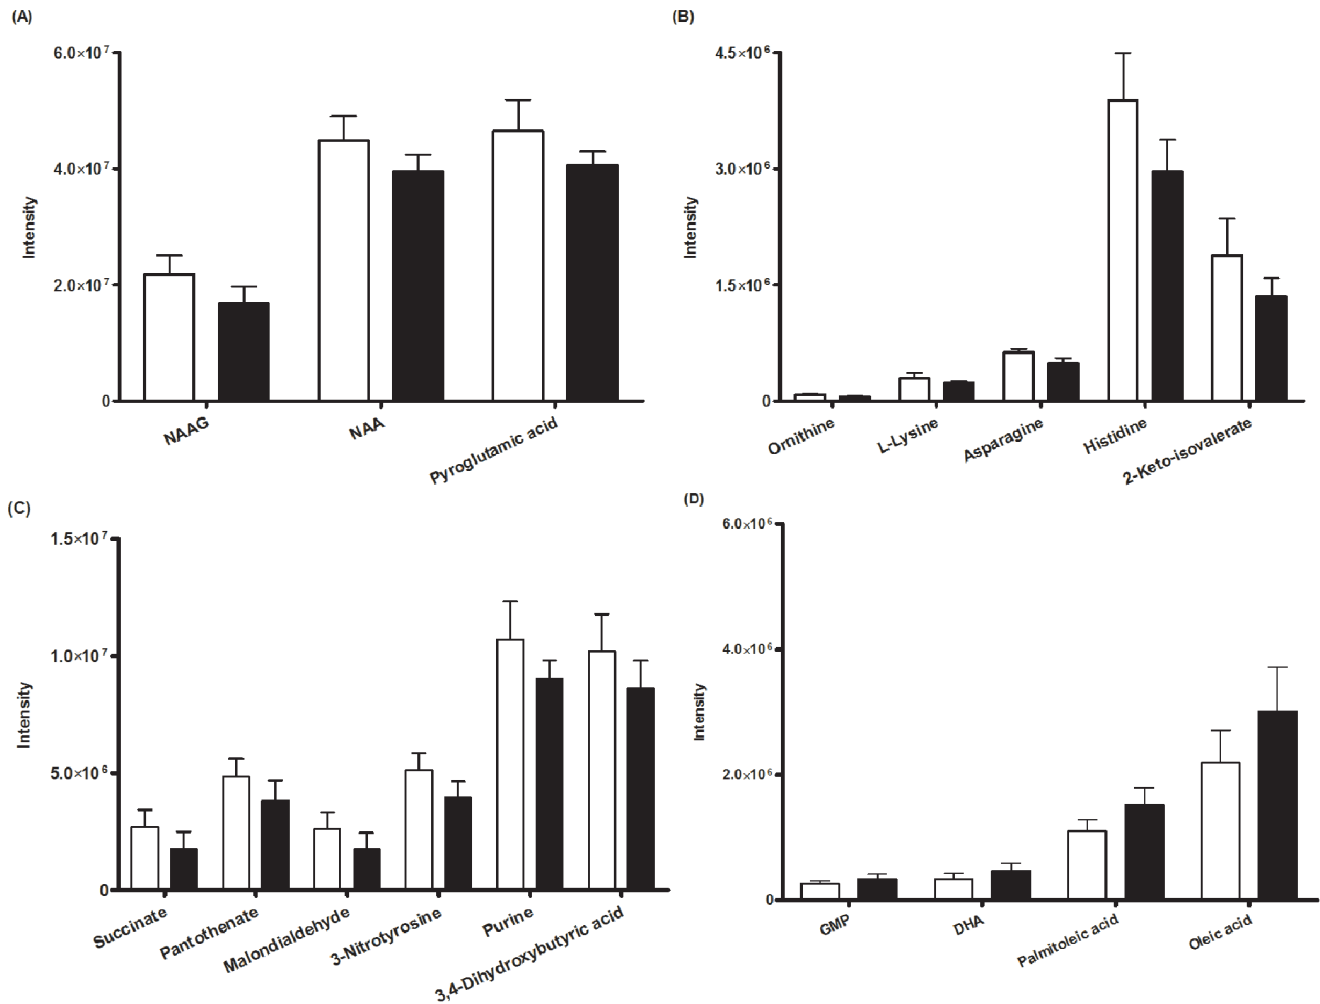 (A)
6.0×10⁷
4.0×10⁷
2.0×10⁷
0
Intensity
NAAG
NAA
Pyroglutamic acid
(B)
4.5×10⁶
3.0×10⁶
1.5×10⁶
0
Intensity
Ornithine
L-Lysine
Asparagine
Histidine
2-Keto-isovalerate
(C)
1.5×10⁷
1.0×10⁷
5.0×10⁶
0
Intensity
Succinate
Pantothenate
Malondialdehyde
3-Nitrotyrosine
Purine
3,4-Dihydroxybutyric acid
(D)
6.0×10⁶
4.0×10⁶
2.0×10⁶
0
Intensity
GMP
DHA
Palmitoleic acid
Oleic acid